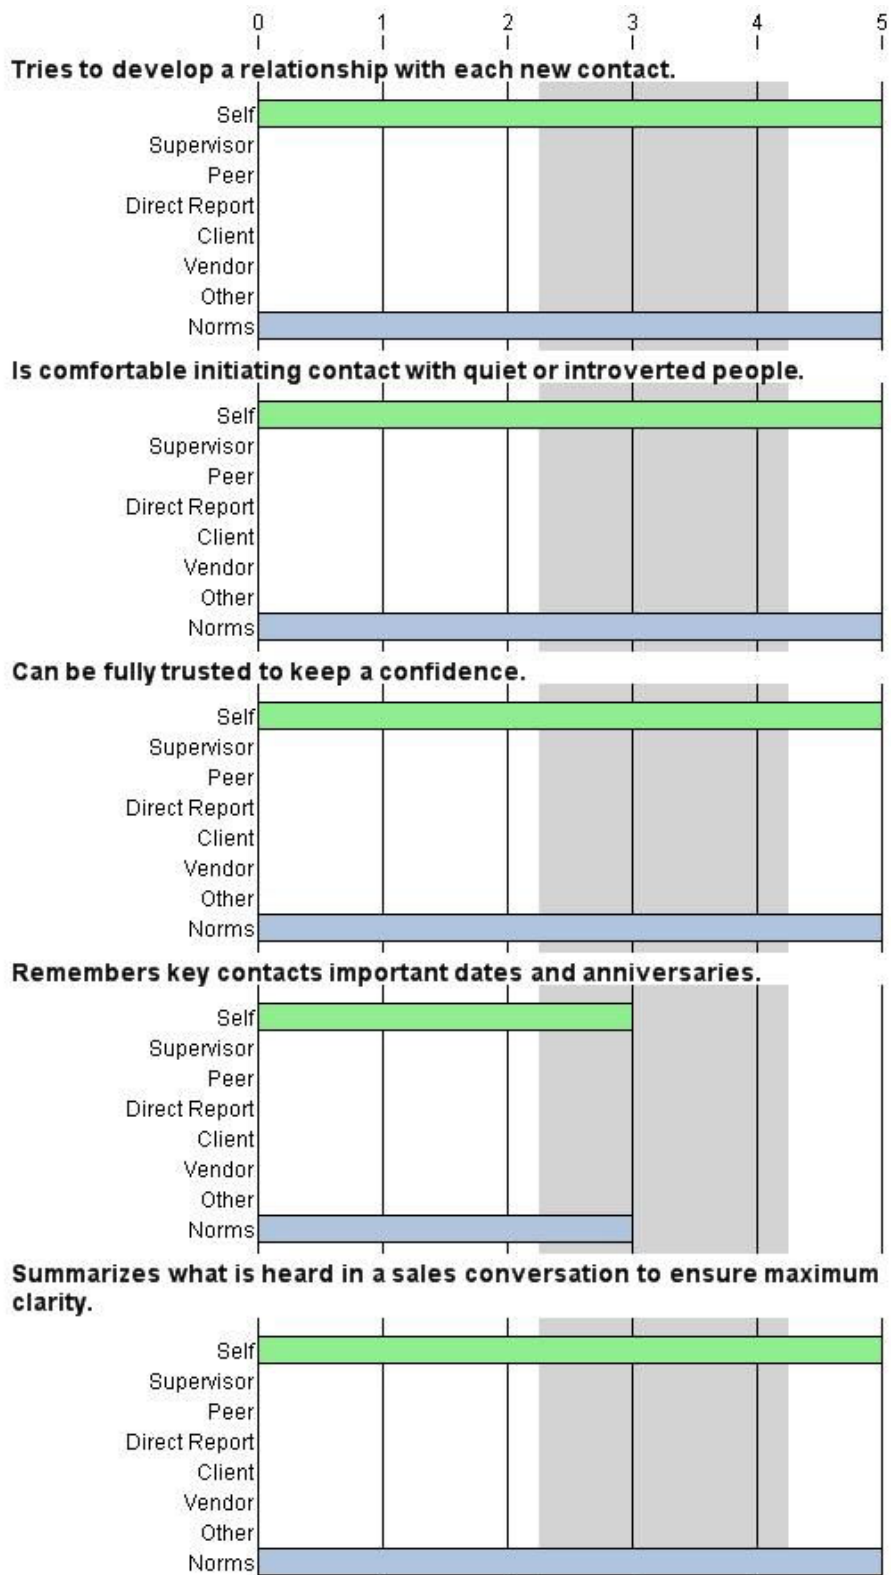 0 1 2 3 4 5
Tries to develop a relationship with each new contact.
Self
Supervisor
Peer
Direct Report
Client
Vendor
Other
Norms
Is comfortable initiating contact with quiet or introverted people.
Self
Supervisor
Peer
Direct Report
Client
Vendor
Other
Norms
Can be fully trusted to keep a confidence.
Self
Supervisor
Peer
Direct Report
Client
Vendor
Other
Norms
Remembers key contacts important dates and anniversaries.
Self
Supervisor
Peer
Direct Report
Client
Vendor
Other
Norms
Summarizes what is heard in a sales conversation to ensure maximum
clarity.
Self
Supervisor
Peer
Direct Report
Client
Vendor
Other
Norms